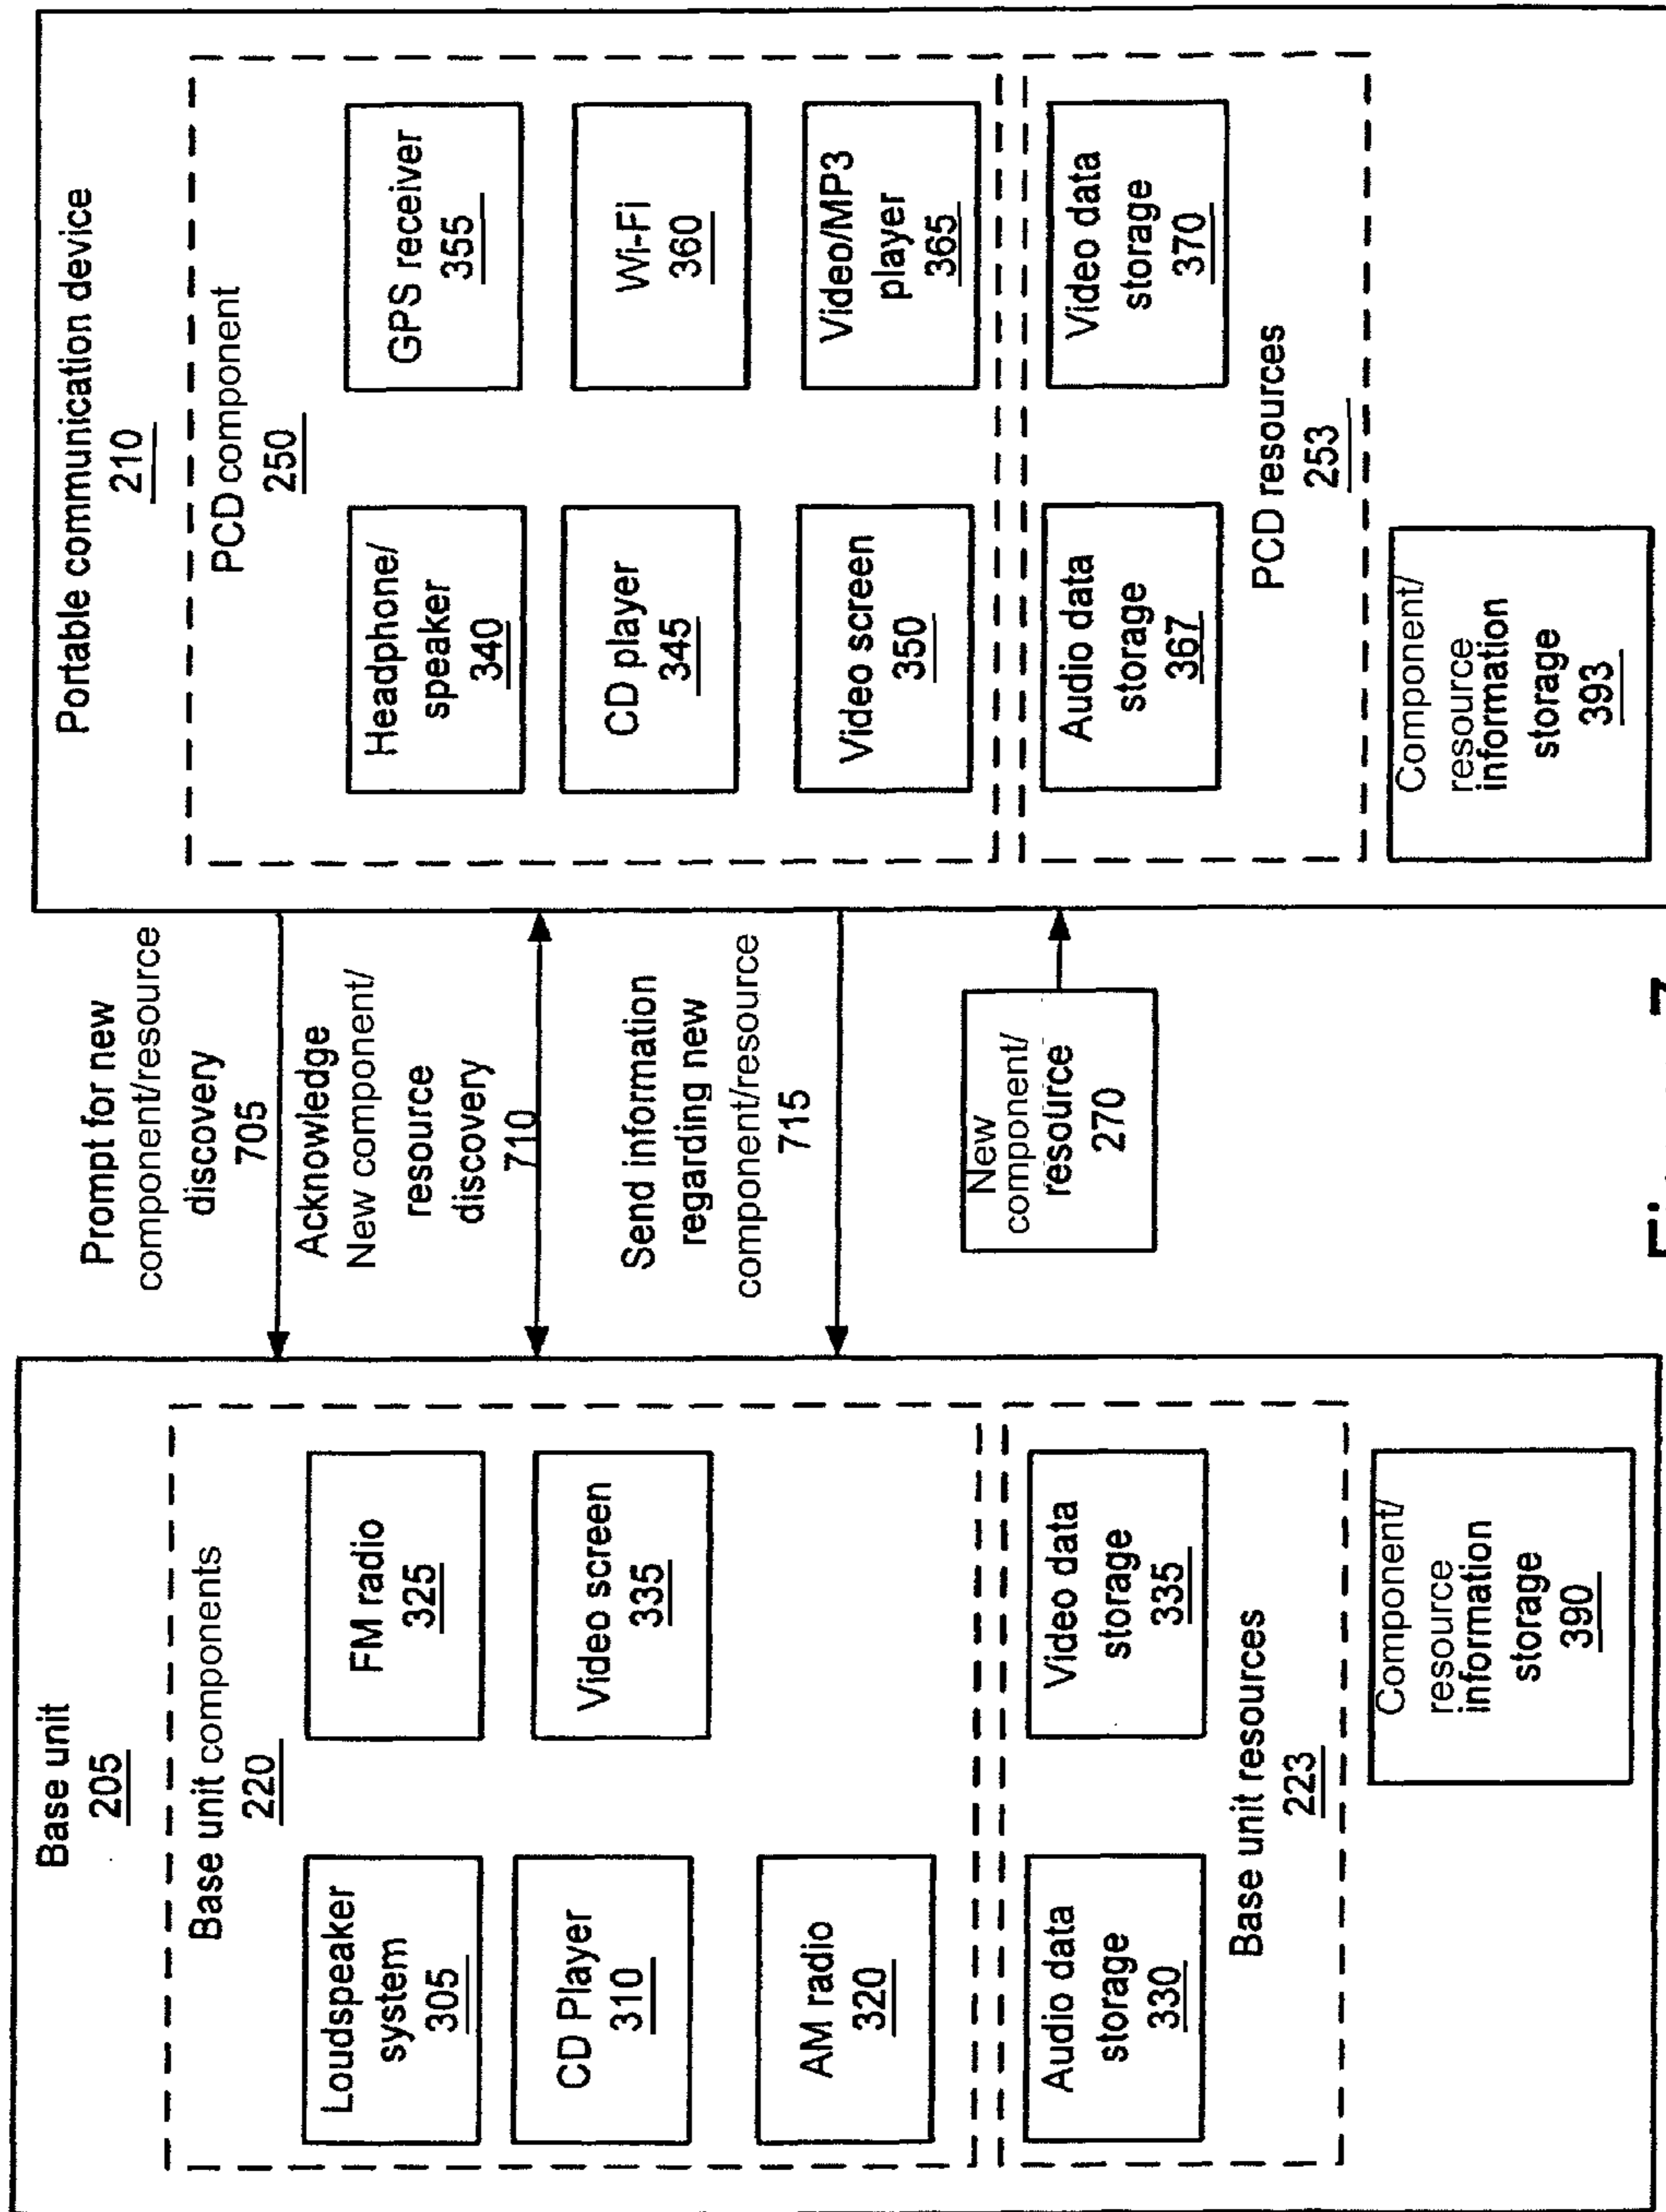 Base unit
205
Base unit components
220
Loudspeaker
system
305
FM radio
325
CD Player
310
Video screen
335
AM radio
320
Audio data
storage
330
Video data
storage
335
Base unit resources
223
Component/
resource
information
storage
390
Prompt for new
component/resource
discovery
705
Acknowledge
New component/
resource
discovery
710
Send information
regarding new
component/resource
715
New
component/
resource
270
Portable communication device
210
PCD component
250
Headphone/
speaker
340
GPS receiver
355
CD player
345
Wi-Fi
360
Video screen
350
Video/MP3
player
365
Audio data
storage
367
Video data
storage
370
PCD resources
253
Component/
resource
information
storage
393